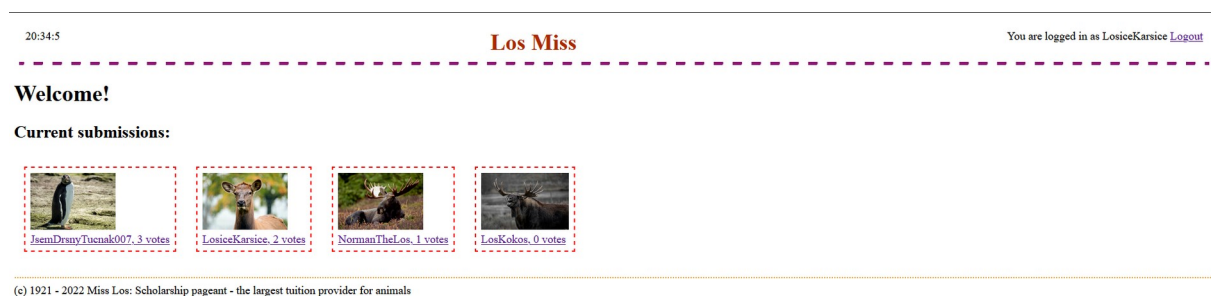 20:34:5
Los Miss
You are logged in as LosiceKarsice Logout
Welcome!
Current submissions:
JsemDrsnyTucnak007, 3 votes
LosiceKarsice, 2 votes
NormanTheLos, 1 votes
LosKokos, 0 votes
(c) 1921 - 2022 Miss Los: Scholarship pageant - the largest tuition provider for animals